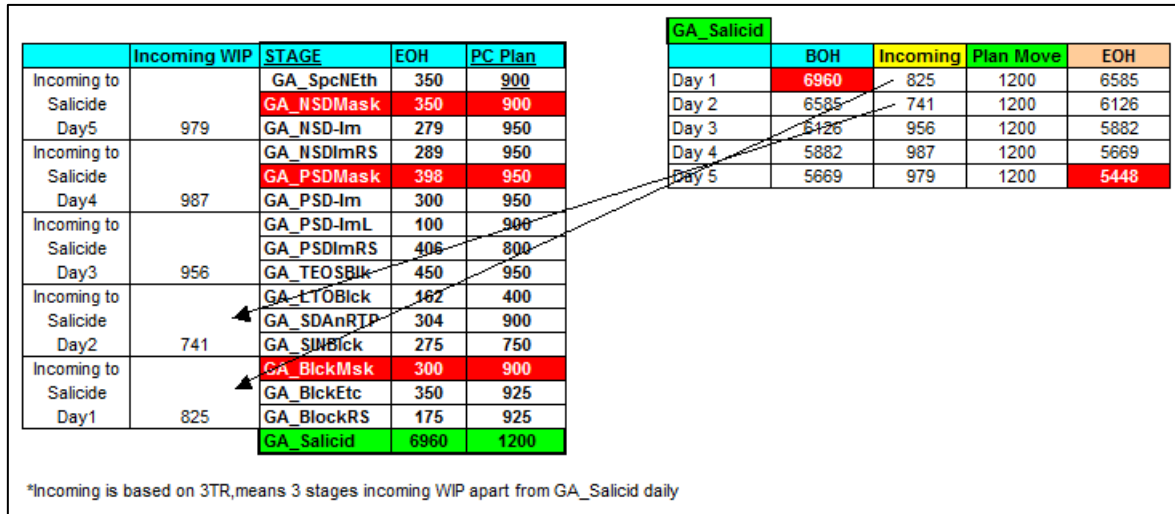 Incoming WIP STAGE EOH PC Plan
Incoming to GA_SpcNEth 350 900
Salicide GA_NSDMask 350 900
Day5 979 GA_NSD-Im 279 950
Incoming to GA_NSDImRS 289 950
Salicide GA_PSDMask 398 950
Day4 987 GA_PSD-Im 300 950
Incoming to GA_PSD-ImL 100 900
Salicide GA_PSDImRS 406 800
Day3 956 GA_TEOSBlk 450 950
Incoming to GA_LTOBlck 162 400
Salicide GA_SDAnRTP 304 900
Day2 741 GA_SINBlck 275 750
Incoming to GA_BlckMsk 300 900
Salicide GA_BlckEtc 350 925
Day1 825 GA_BlockRS 175 925
GA_Salicid 6960 1200
GA_Salicid
BOH Incoming Plan Move EOH
Day 1 6960 825 1200 6585
Day 2 6585 741 1200 6126
Day 3 6126 956 1200 5882
Day 4 5882 987 1200 5669
Day 5 5669 979 1200 5448
*Incoming is based on 3TR,means 3 stages incoming WIP apart from GA_Salicid daily